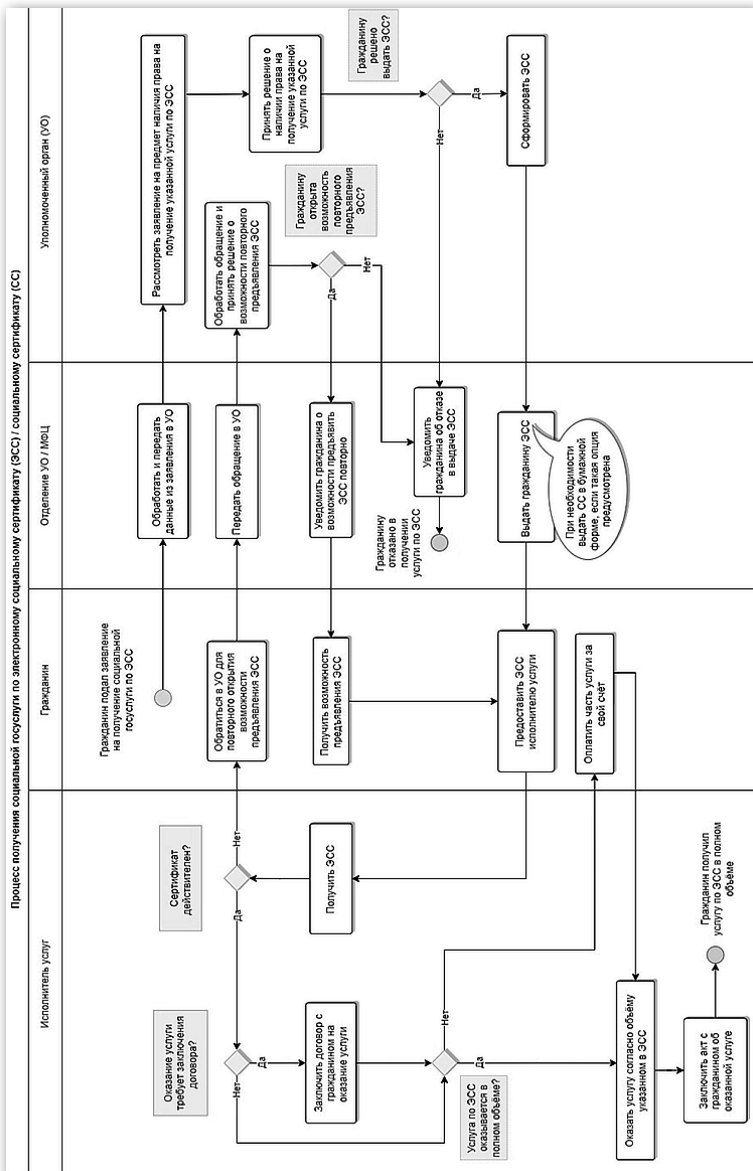 Процесс получения социальной госуслуги по электронному социальному сертификату (ЭСС) / социальному сертификату (СС)
Исполнитель услуг
Гражданин
Отделение УО / МФЦ
Уполномоченный орган (УО)
Гражданин подал заявление
на получение социальной
госуслуги по ЭСС
Обработать и передать
данные из заявления в УО
Рассмотреть заявление на предмет наличия права на
получение указанной услуги по ЭСС
Оказание услуги
требует заключения
договора?
Сертификат
действителен?
Нет
Да
Да
Нет
Обратиться в УО для
повторного открытия
возможности
предъявления ЭСС
Передать обращение в УО
Обработать обращение и
принять решение о
возможности повторного
предъявления ЭСС
Принять решение о
наличии права на
получение указанной
услуги по ЭСС
Заключить договор с
гражданином на
оказание услуги
Получить ЭСС
Получить возможность
предъявления ЭСС
Уведомить гражданина о
возможности предъявить
ЭСС повторно
Да
Нет
Гражданину
открыта
возможность
повторного
предъявления
ЭСС?
Гражданину
решено
выдать ЭСС?
Гражданину
отказано в
получении
услуги по ЭСС
Уведомить
гражданина об отказе
в выдаче ЭСС
Нет
Да
Услуга по ЭСС
оказывается в
полном объёме?
Да
Нет
Предоставить ЭСС
исполнителю услуги
Выдать гражданину ЭСС
Сформировать ЭСС
При необходимости
выдать СС в бумажной
форме, если такая опция
предусмотрена
Оплатить часть услуги за
свой счёт
Оказать услугу согласно объёму
указанном в ЭСС
Заключить акт с
гражданином об
оказанной услуге
Гражданин получил
услугу по ЭСС в полном
объёме